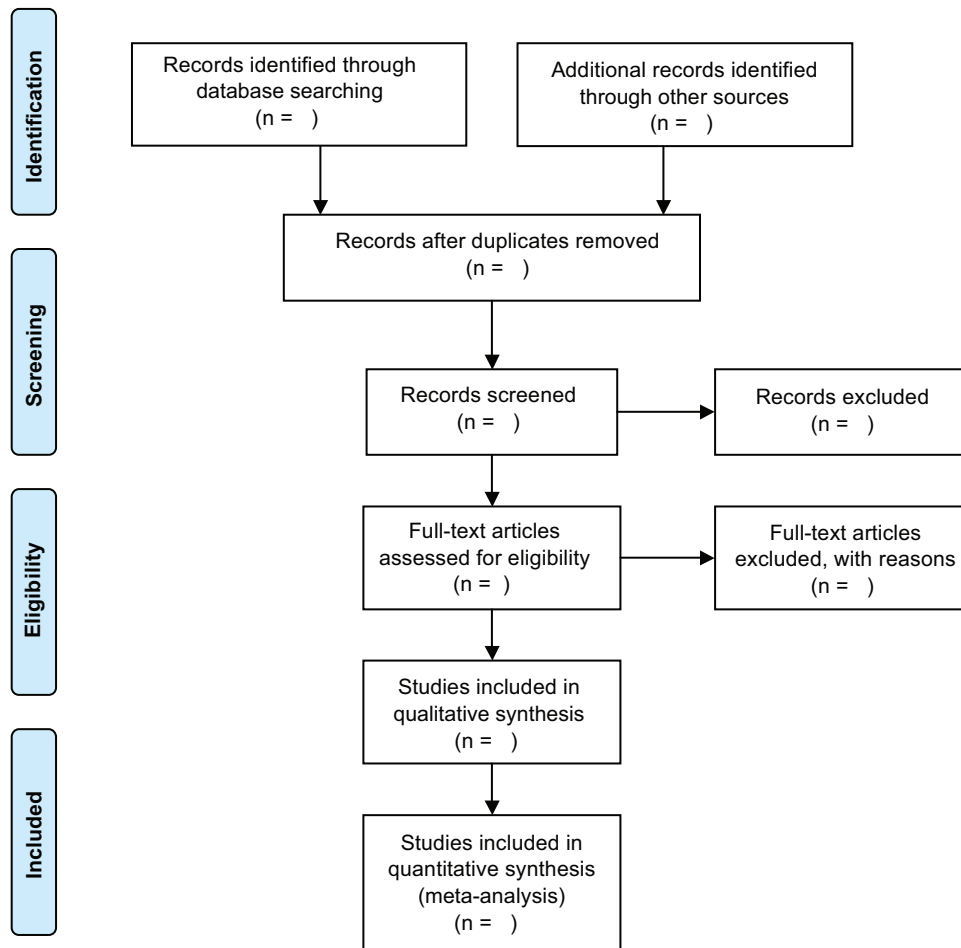 Identification
Records identified through
database searching
(n =   )
Additional records identified
through other sources
(n =   )
Records after duplicates removed
(n =   )
Screening
Records screened
(n =   )
Records excluded
(n =   )
Eligibility
Full-text articles
assessed for eligibility
(n =  )
Full-text articles
excluded, with reasons
(n =   )
Studies included in
qualitative synthesis
(n =   )
Included
Studies included in
quantitative synthesis
(meta-analysis)
(n =   )